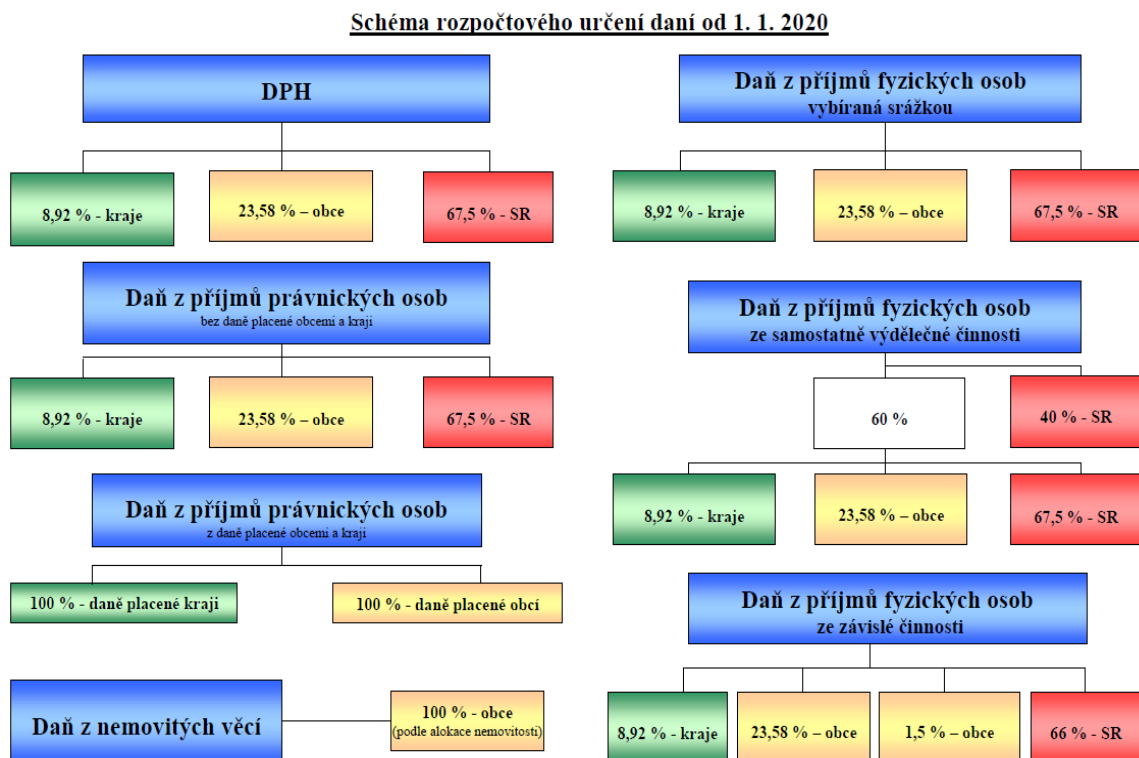 Schéma rozpočtového určení daní od 1. 1. 2020
DPH
8,92 % - kraje
23,58 % – obce
67,5 % - SR
Daň z příjmů právnických osob
bez daně placené obcemi a kraji
8,92 % - kraje
23,58 % – obce
67,5 % - SR
Daň z příjmů právnických osob
z daně placené obcemi a kraji
100 % - daně placené kraji
100 % - daně placené obcí
Daň z nemovitých věcí
100 % - obce
(podle alokace nemovitosti)
Daň z příjmů fyzických osob
vybíraná srážkou
8,92 % - kraje
23,58 % – obce
67,5 % - SR
Daň z příjmů fyzických osob
ze samostatně výdělečné činnosti
60 %
40 % - SR
8,92 % - kraje
23,58 % – obce
67,5 % - SR
Daň z příjmů fyzických osob
ze závislé činnosti
8,92 % - kraje
23,58 % – obce
1,5 % – obce
66 % - SR